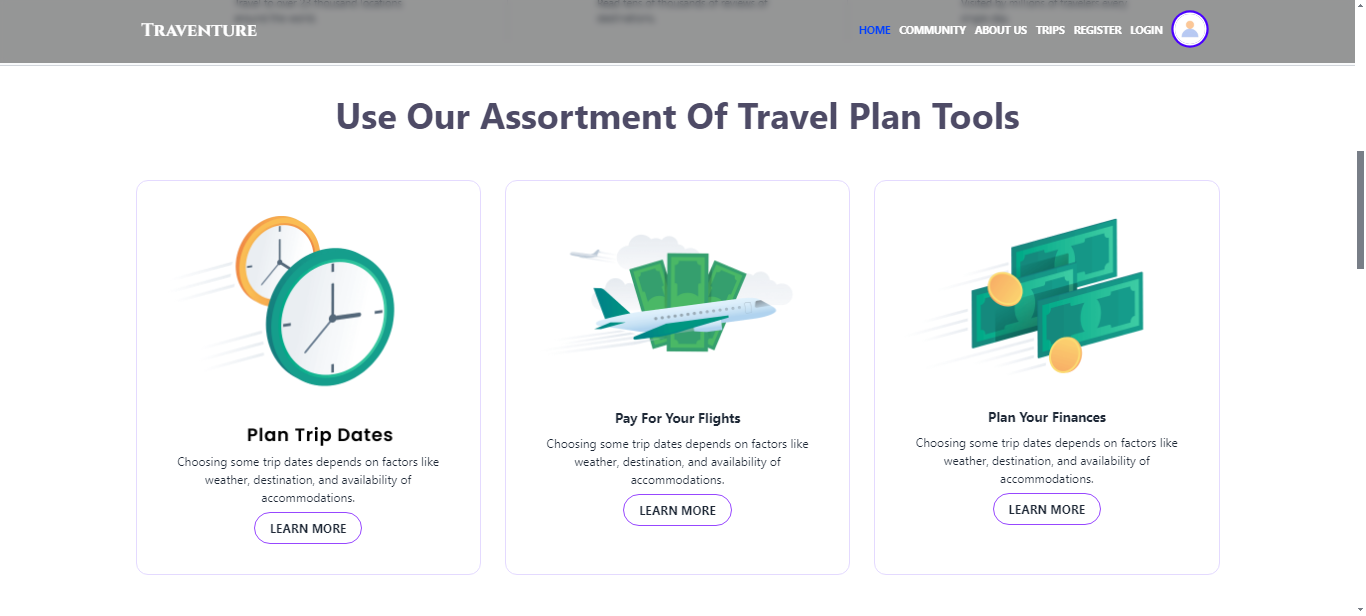 TRAVENTURE
HOME COMMUNITY ABOUT US TRIPS REGISTER LOGIN
Use Our Assortment Of Travel Plan Tools
Plan Trip Dates
Choosing some trip dates depends on factors like
weather, destination, and availability of
accommodations.
LEARN MORE
Pay For Your Flights
Choosing some trip dates depends on factors like
weather, destination, and availability of
accommodations.
LEARN MORE
Plan Your Finances
Choosing some trip dates depends on factors like
weather, destination, and availability of
accommodations.
LEARN MORE